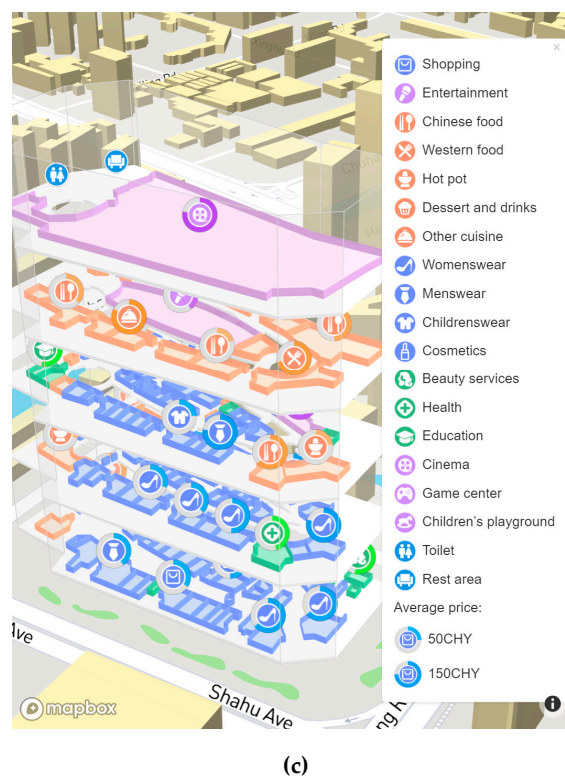 ×
Shopping
Entertainment
Chinese food
Western food
Hot pot
Dessert and drinks
Other cuisine
Womenswear
Menswear
Childrenswear
Cosmetics
Beauty services
Health
Education
Cinema
Game center
Children's playground
Toilet
Rest area
Average price:
50CHY
150CHY
Ave
Shahu Ave
mapbox
(c)